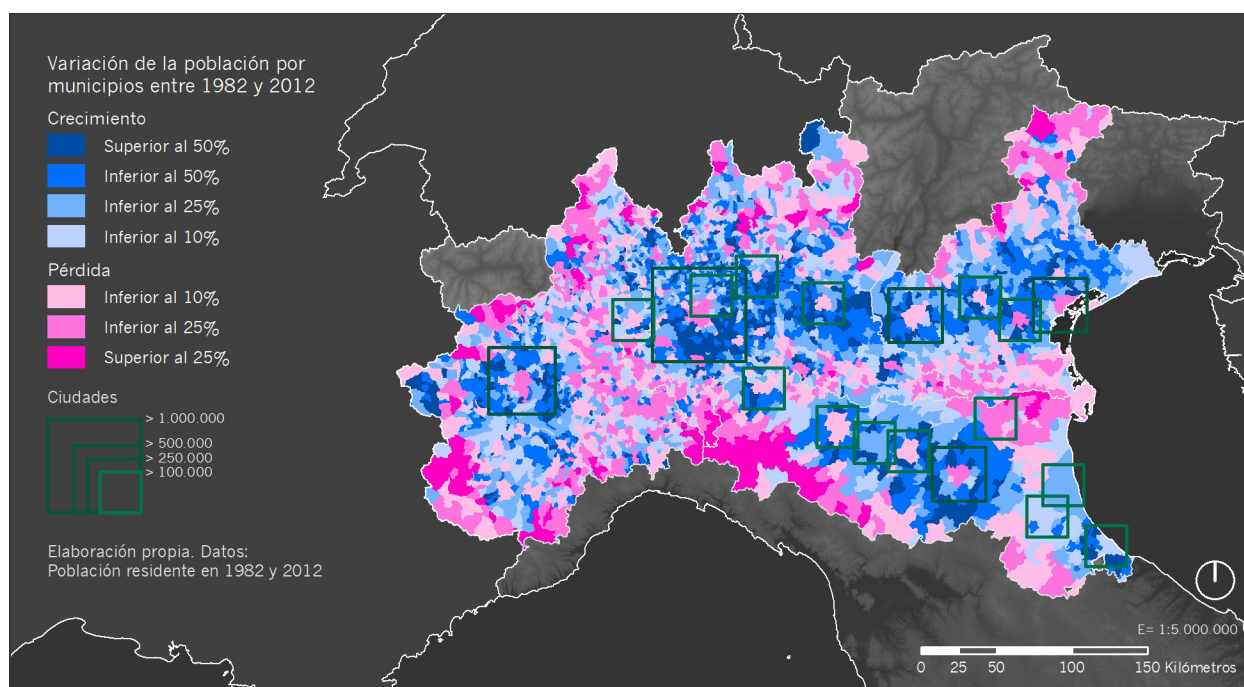 Variación de la población por
municipios entre 1982 y 2012
Crecimiento
Superior al 50%
Inferior al 50%
Inferior al 25%
Inferior al 10%
Pérdida
Inferior al 10%
Inferior al 25%
Superior al 25%
Ciudades
> 1.000.000
> 500.000
> 250.000
> 100.000
Elaboración propia. Datos:
Población residente en 1982 y 2012
E= 1:5.000.000
0 25 50 100 150 Kilómetros